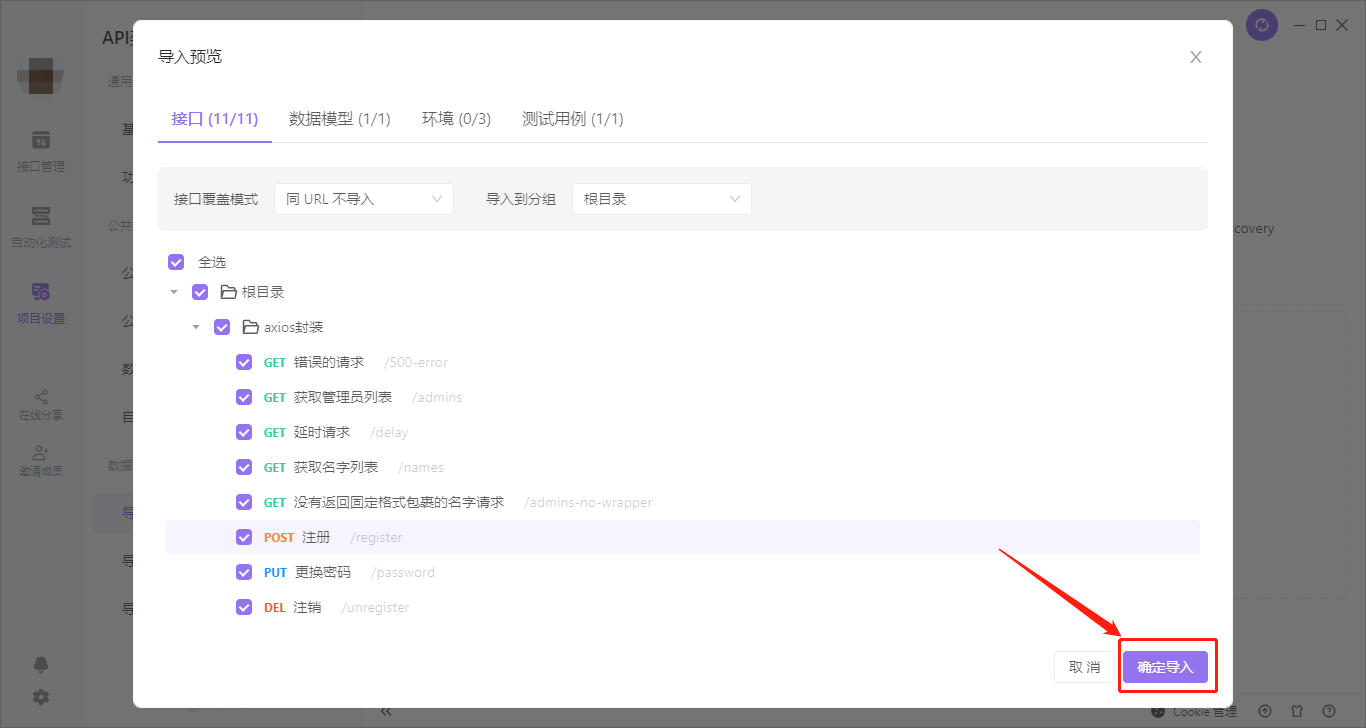 API
导入预览
通用
接口 (11/11) 数据模型 (1/1) 环境 (0/3) 测试用例 (1/1)
接口管理
接口覆盖模式 同 URL 不导入 导入到分组 根目录
公共
covery
自动化测试
全选
根目录
项目设置
axios封装
GET 错误的请求 /500-error
GET 获取管理员列表 /admins
在线分享
GET 延时请求 /delay
数据
GET 获取名字列表 /names
邀请成员
GET 没有返回固定格式包裹的名字请求 /admins-no-wrapper
POST 注册 /register
PUT 更换密码 /password
DEL 注销 /unregister
取消 确定导入
Cookie 管理